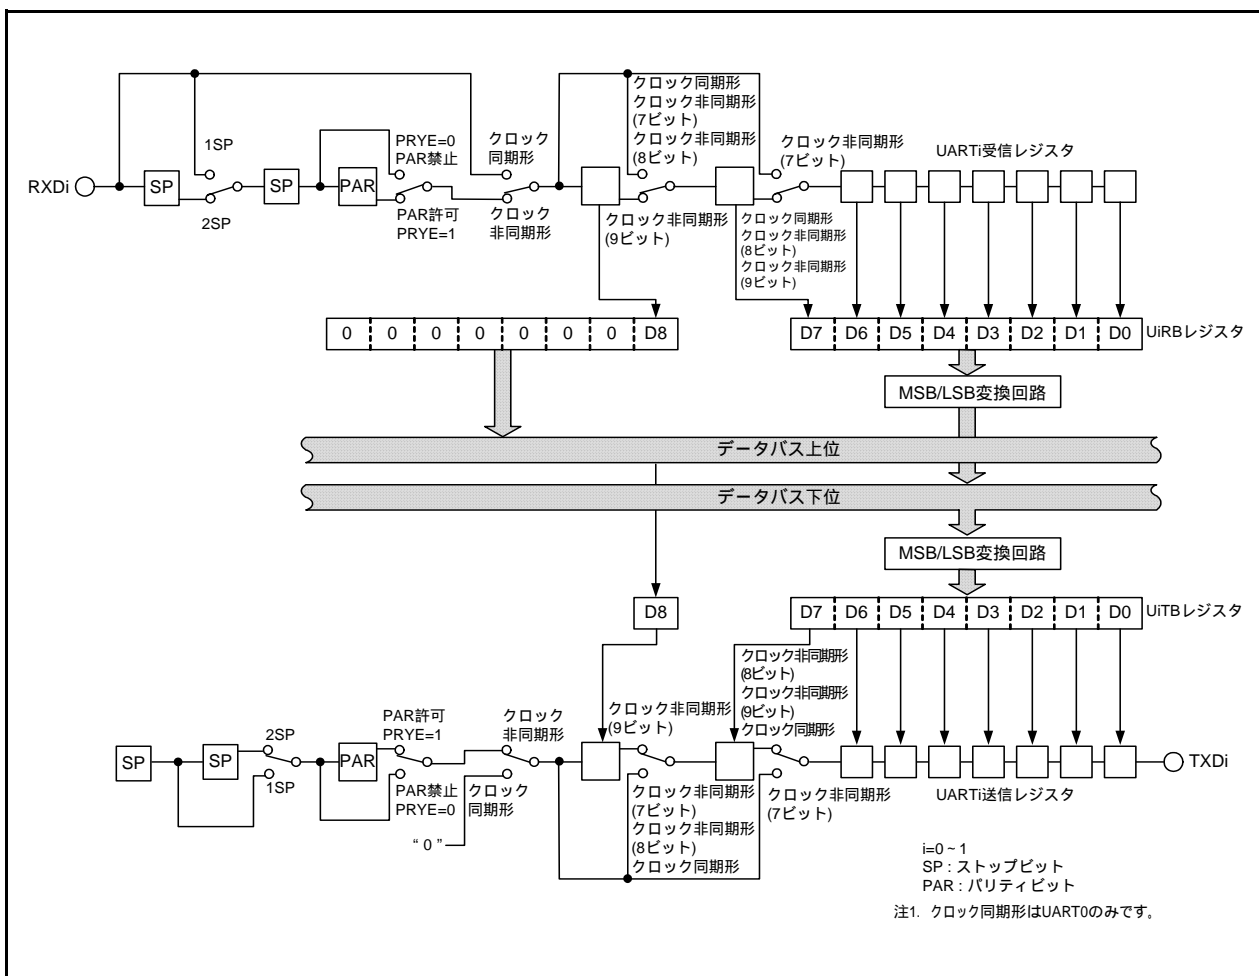 クロック同期形
クロック非同期形
(7ビット)
クロック非同期形
(8ビット)
1SP
PRYE=0
PAR禁止
クロック
同期形
クロック非同期形
(7ビット)
UARTi受信レジスタ
RXDi
SP
SP
PAR
2SP
PAR許可
PRYE=1
クロック
非同期形
クロック非同期形
(9ビット)
クロック同期形
クロック非同期形
(8ビット)
クロック非同期形
(9ビット)
0 0 0 0 0 0 0 D8
D7 D6 D5 D4 D3 D2 D1 D0
UiRBレジスタ
MSB/LSB変換回路
データバス上位
データバス下位
MSB/LSB変換回路
D8
D7 D6 D5 D4 D3 D2 D1 D0
UiTBレジスタ
クロック非同期形
(8ビット)
クロック非同期形
(9ビット)
クロック同期形
クロック非同期形
(9ビット)
PAR許可
PRYE=1
クロック
非同期形
2SP
SP
SP
PAR
TXDi
1SP
PAR禁止
PRYE=0
クロック
同期形
“0”
クロック非同期形
(7ビット)
クロック非同期形
(8ビット)
クロック同期形
クロック非同期形
(7ビット)
UARTi送信レジスタ
i=0~1
SP : ストップビット
PAR : パリティビット
注1. クロック同期形はUART0のみです。